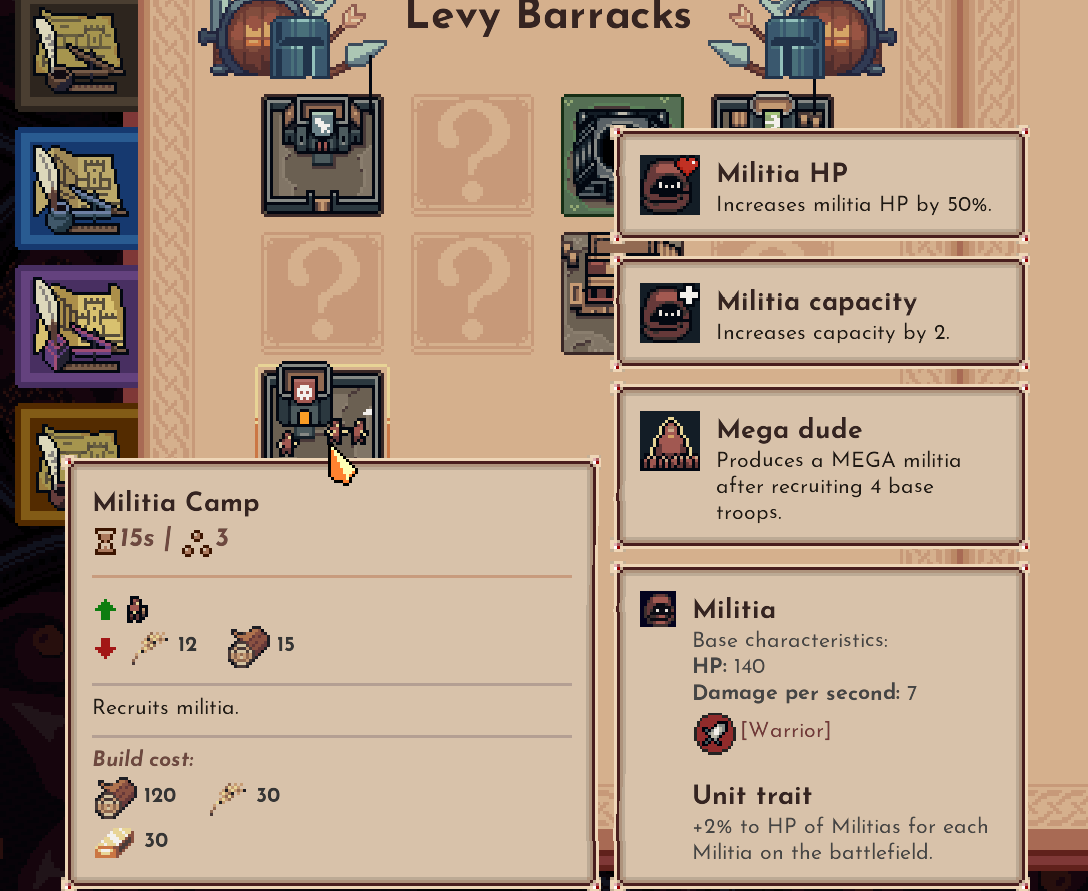 Levy Barracks
Militia HP
Increases militia HP by 50%.
Militia capacity
Increases capacity by 2.
Mega dude
Produces a MEGA militia
after recruiting 4 base
troops.
Militia Camp
15s | 3
12 15
Recruits militia.
Build cost:
120 30
30
Militia
Base characteristics:
HP: 140
Damage per second: 7
[Warrior]
Unit trait
+2% to HP of Militias for each
Militia on the battlefield.